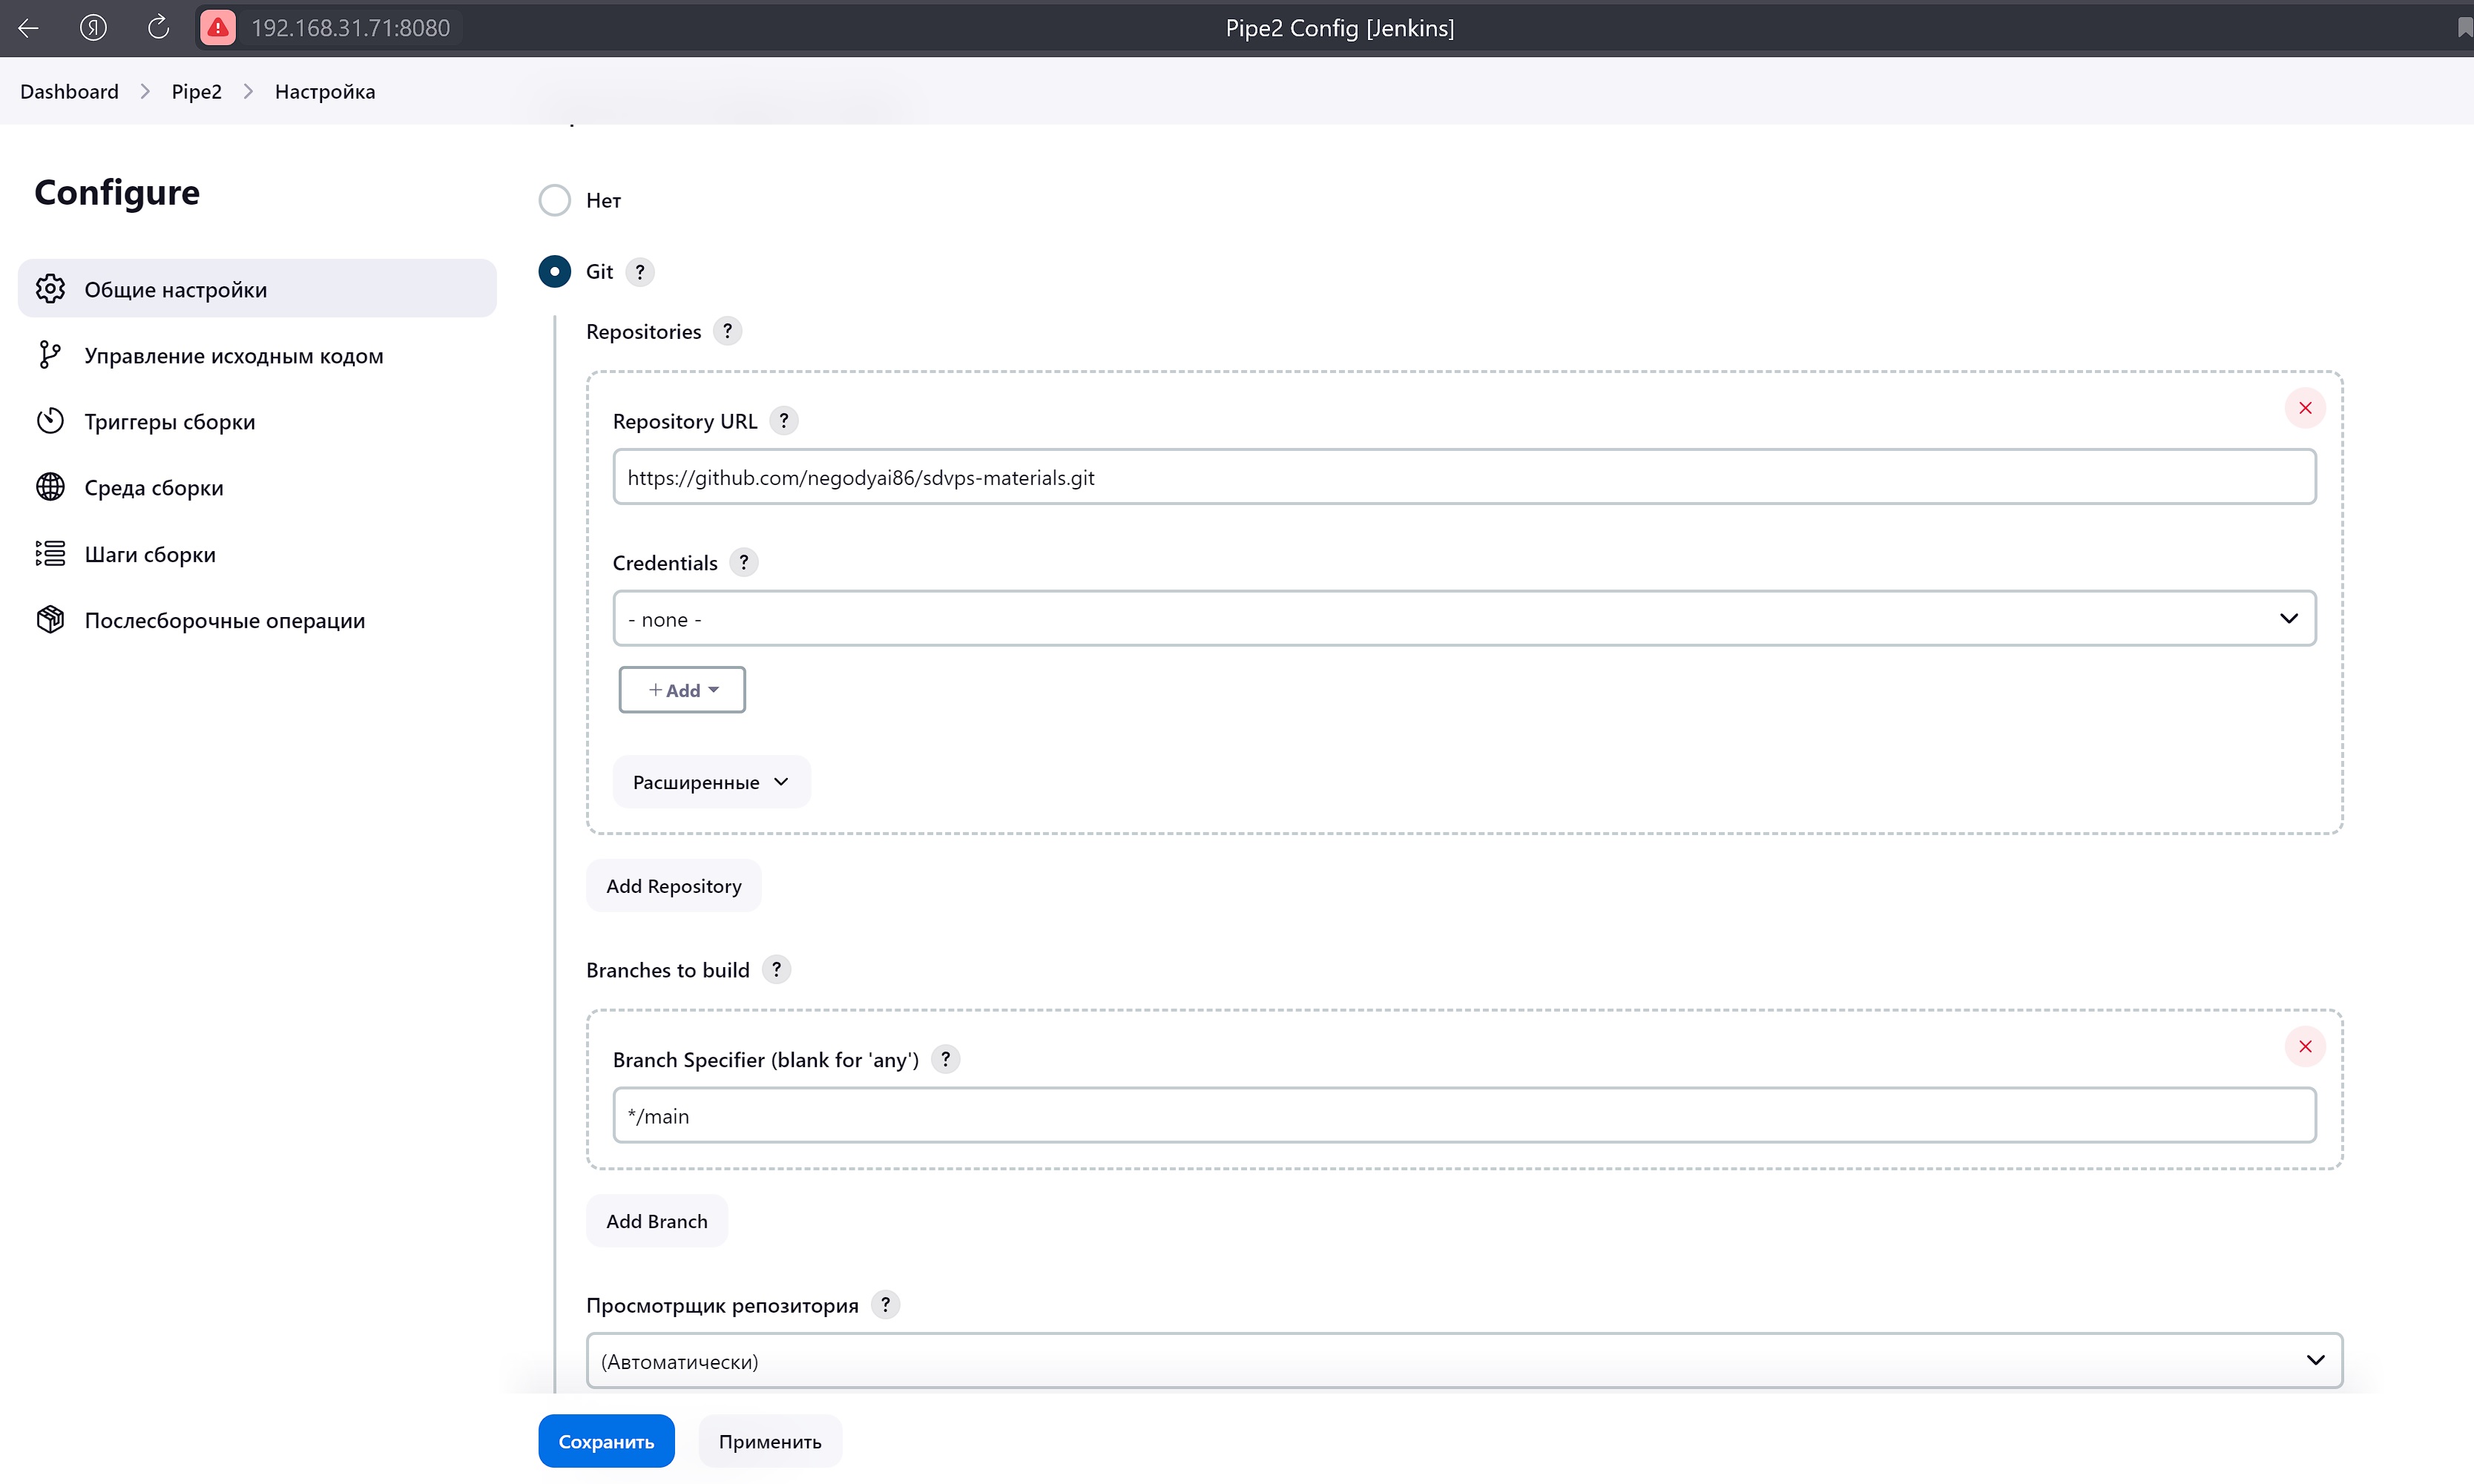 192.168.31.71:8080
Pipe2 Config [Jenkins]
Dashboard > Pipe2 > Настройка
Configure
Общие настройки
Управление исходным кодом
Триггеры сборки
Среда сборки
Шаги сборки
Послесборочные операции
Нет
Git ?
Repositories ?
Repository URL ?
https://github.com/negodyai86/sdvps-materials.git
Credentials ?
- none -
+ Add
Расширенные
Add Repository
Branches to build ?
Branch Specifier (blank for 'any') ?
*/main
Add Branch
Просмотрщик репозитория ?
(Автоматически)
Сохранить
Применить